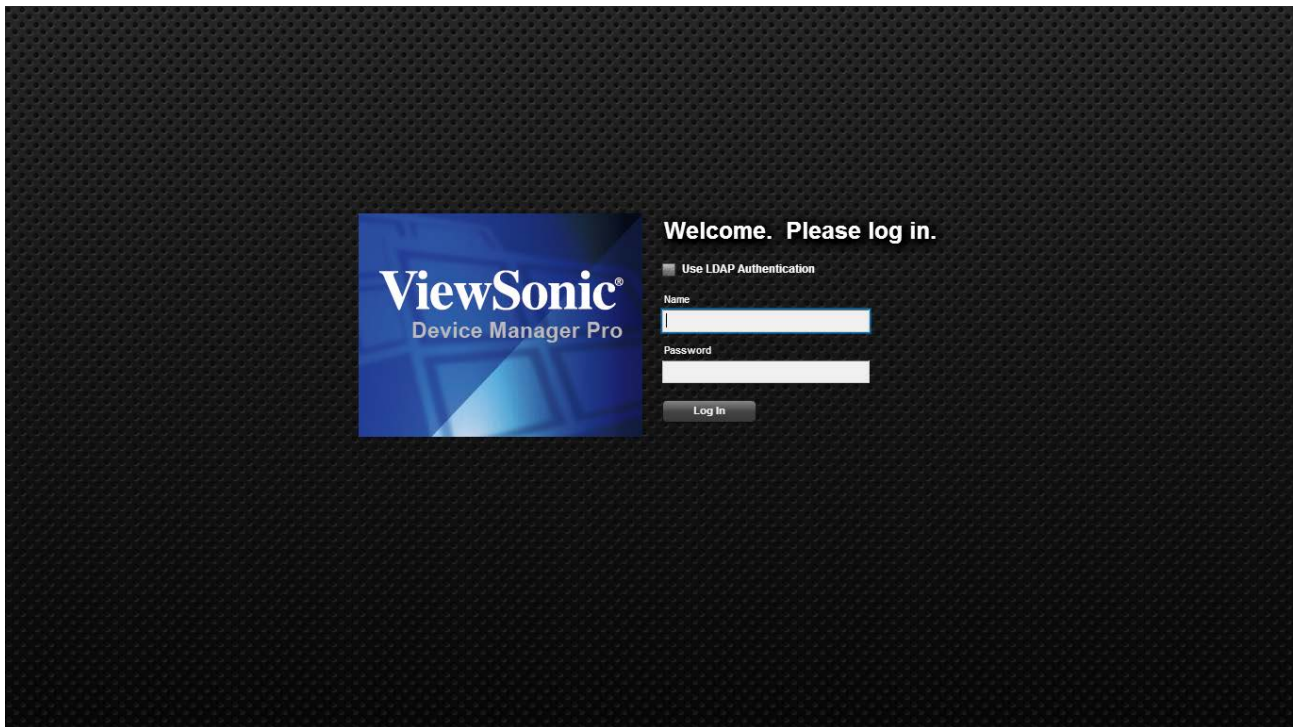 ViewSonic®
Device Manager Pro
Welcome. Please log in.
Use LDAP Authentication
Name
Password
Log In